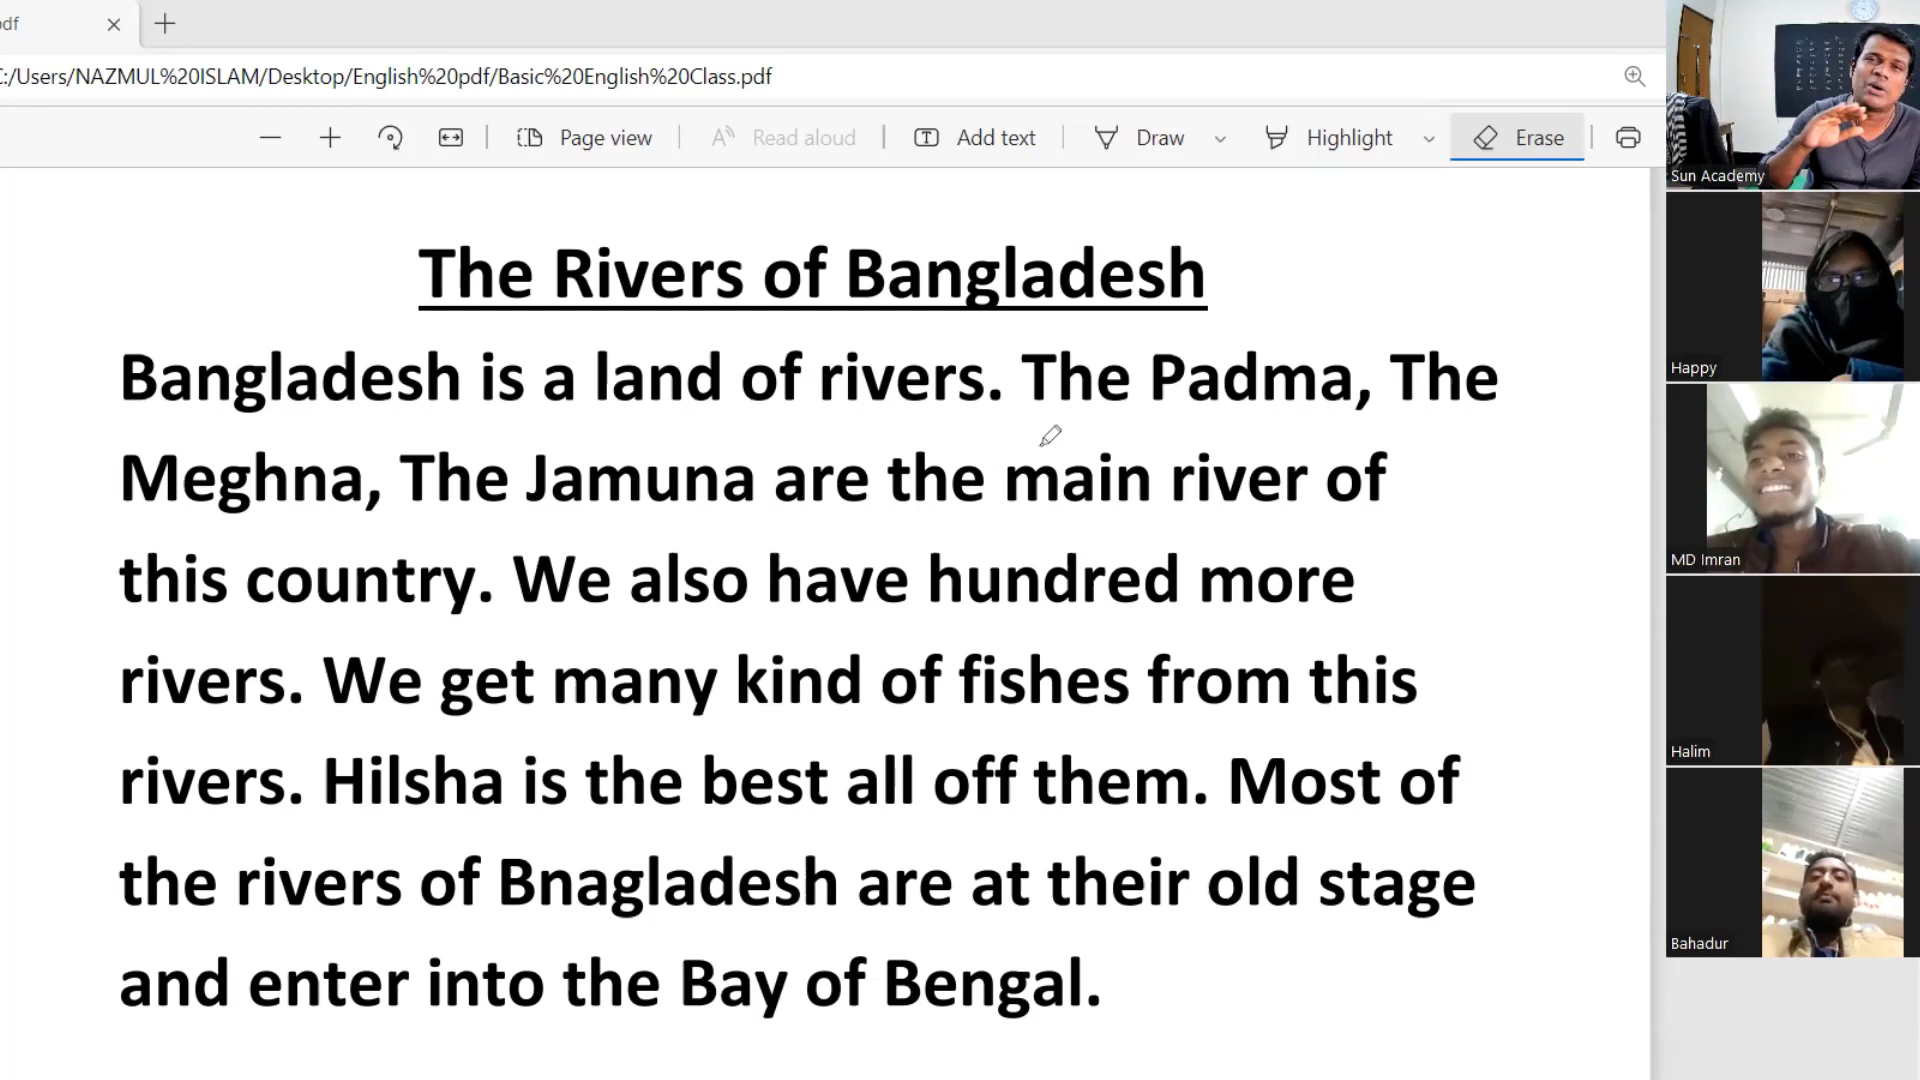 df
C:/Users/NAZMUL%20ISLAM/Desktop/English%20pdf/Basic%20English%20Class.pdf
Page view
Read aloud
Add text
Draw
Highlight
Erase
The Rivers of Bangladesh
Bangladesh is a land of rivers. The Padma, The
Meghna, The Jamuna are the main river of
this country. We also have hundred more
rivers. We get many kind of fishes from this
rivers. Hilsha is the best all off them. Most of
the rivers of Bnagladesh are at their old stage
and enter into the Bay of Bengal.
Sun Academy
Happy
MD Imran
Halim
Bahadur